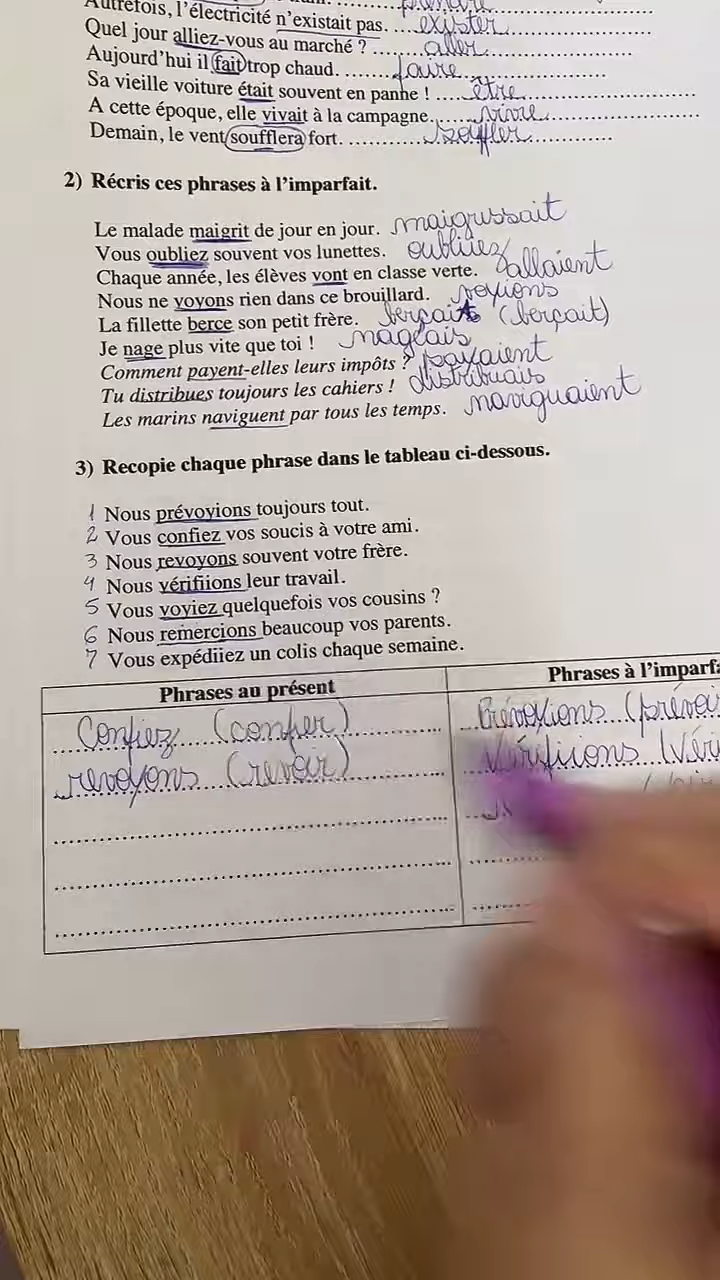 Autrefois, l'électricité n'existait pas. exister
Quel jour alliez-vous au marché ? aller
Aujourd'hui il fait trop chaud. faire
Sa vieille voiture était souvent en panne ! être
A cette époque, elle vivait à la campagne. vivre
Demain, le vent soufflera fort. souffler
2) Récris ces phrases à l'imparfait.
Le malade maigrit de jour en jour. maigrissait
Vous oubliez souvent vos lunettes. oubliiez
Chaque année, les élèves vont en classe verte. allaient
Nous ne voyons rien dans ce brouillard. voyions
La fillette berce son petit frère. berçait (berçait)
Je nage plus vite que toi ! nageais
Comment payent-elles leurs impôts ? payaient
Tu distribues toujours les cahiers ! distribuais
Les marins naviguent par tous les temps. naviguaient
3) Recopie chaque phrase dans le tableau ci-dessous.
1 Nous prévoyions toujours tout.
2 Vous confiez vos soucis à votre ami.
3 Nous revoyons souvent votre frère.
4 Nous vérifiions leur travail.
5 Vous voyiez quelquefois vos cousins ?
6 Nous remercions beaucoup vos parents.
7 Vous expédiiez un colis chaque semaine.
Phrases au présent Phrases à l'imparfa
Confiez (confier) Prévoyions (prévoi
revoyons (revoir) Vérifiions (Véri